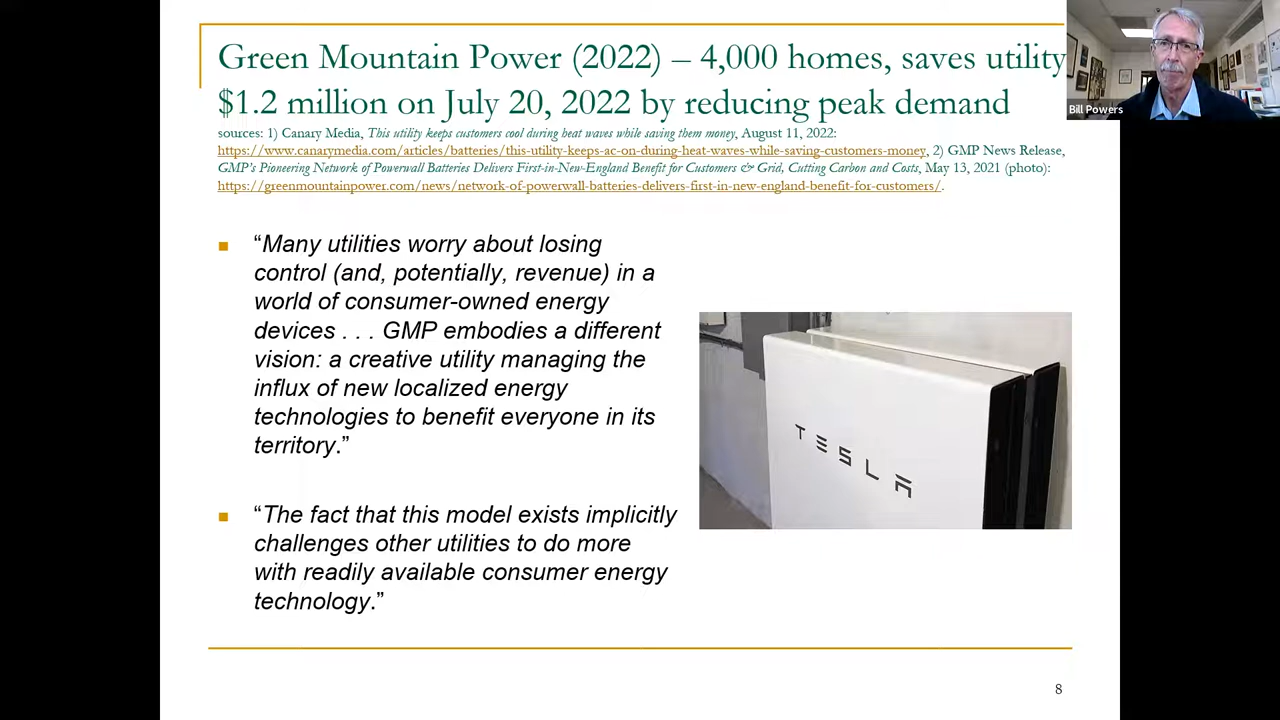 Green Mountain Power (2022) – 4,000 homes, saves utility
$1.2 million on July 20, 2022 by reducing peak demand
sources: 1) Canary Media, This utility keeps customers cool during heat waves while saving them money, August 11, 2022:
https://www.canarymedia.com/articles/batteries/this-utility-keeps-ac-on-during-heat-waves-while-saving-customers-money, 2) GMP News Release,
GMP's Pioneering Network of Powerwall Batteries Delivers First-in-New-England Benefit for Customers & Grid, Cutting Carbon and Costs, May 13, 2021 (photo):
https://greenmountainpower.com/news/network-of-powerwall-batteries-delivers-first-in-new-england-benefit-for-customers/.
Bill Powers
“Many utilities worry about losing
control (and, potentially, revenue) in a
world of consumer-owned energy
devices . . . GMP embodies a different
vision: a creative utility managing the
influx of new localized energy
technologies to benefit everyone in its
territory.”
“The fact that this model exists implicitly
challenges other utilities to do more
with readily available consumer energy
technology.”
TESLA
8